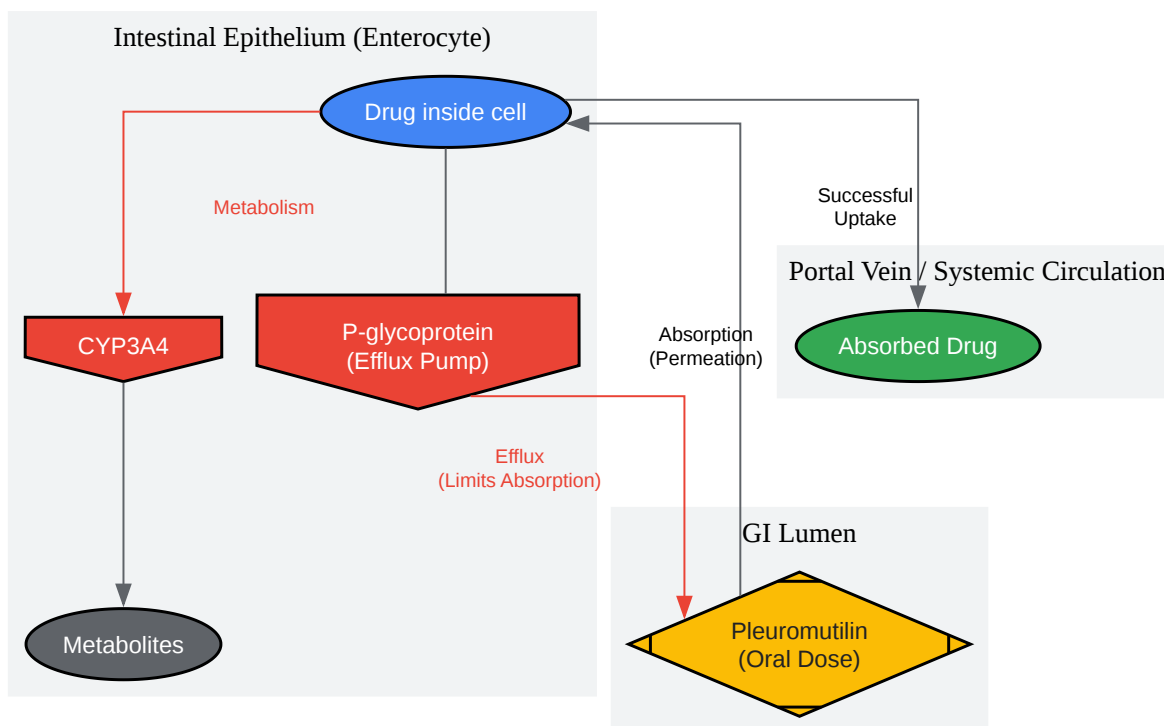 Intestinal Epithelium (Enterocyte)
Drug inside cell
Metabolism
Successful
Uptake
Portal Vein / Systemic Circulation
CYP3A4
P-glycoprotein
(Efflux Pump)
Absorption
(Permeation)
Absorbed Drug
Efflux
(Limits Absorption)
GI Lumen
Metabolites
Pleuromutilin
(Oral Dose)